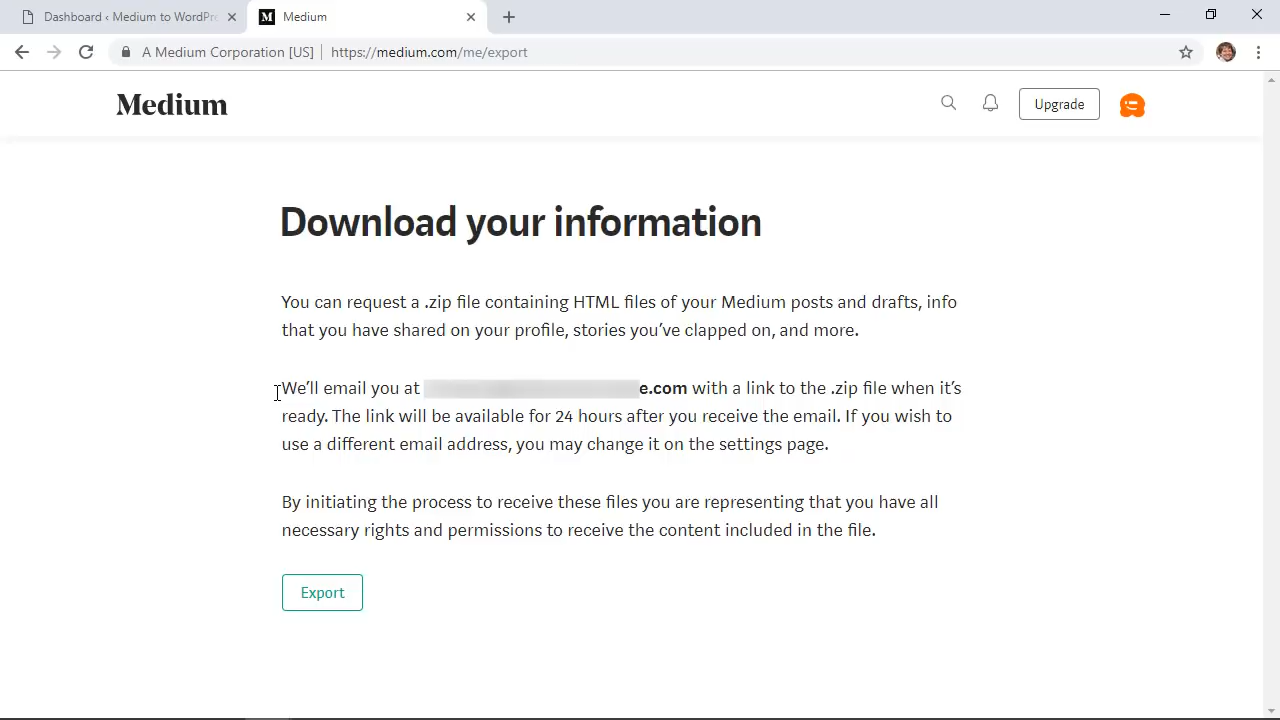 Dashboard ‹ Medium to WordPre
M Medium
A Medium Corporation [US] https://medium.com/me/export
Medium
Upgrade
Download your information
You can request a .zip file containing HTML files of your Medium posts and drafts, info
that you have shared on your profile, stories you’ve clapped on, and more.
We’ll email you at e.com with a link to the .zip file when it’s
ready. The link will be available for 24 hours after you receive the email. If you wish to
use a different email address, you may change it on the settings page.
By initiating the process to receive these files you are representing that you have all
necessary rights and permissions to receive the content included in the file.
Export